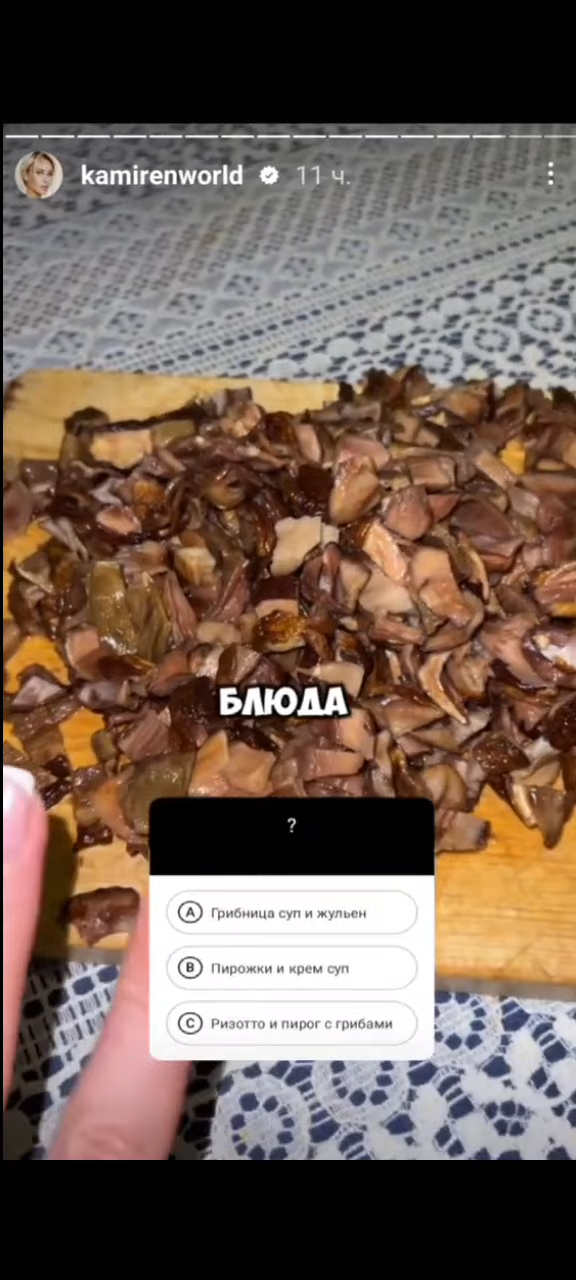 kamirenworld 11 ч.
БЛЮДА
?
A Грибница суп и жульен
B Пирожки и крем суп
C Ризотто и пирог с грибами